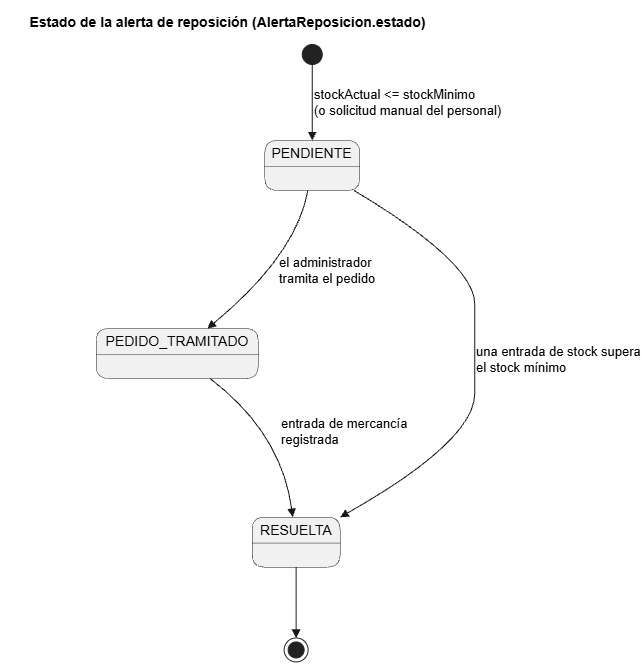 Estado de la alerta de reposición (AlertaReposicion.estado)
stockActual <= stockMinimo
(o solicitud manual del personal)
PENDIENTE
el administrador
tramita el pedido
PEDIDO_TRAMITADO
una entrada de stock supera
el stock mínimo
entrada de mercancía
registrada
RESUELTA